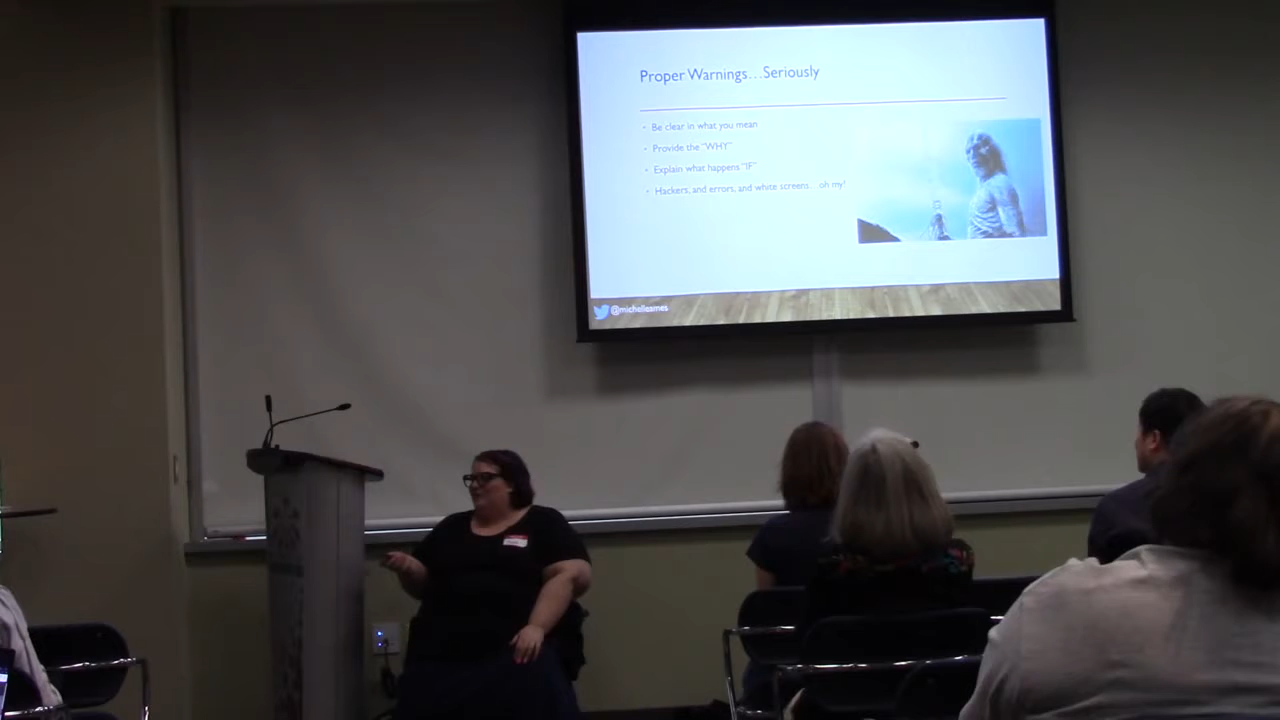 Proper Warnings...Seriously
• Be clear in what you mean
• Provide the "WHY"
• Explain what happens "IF"
• Hackers, and errors, and white screens...oh my!
@michelleames